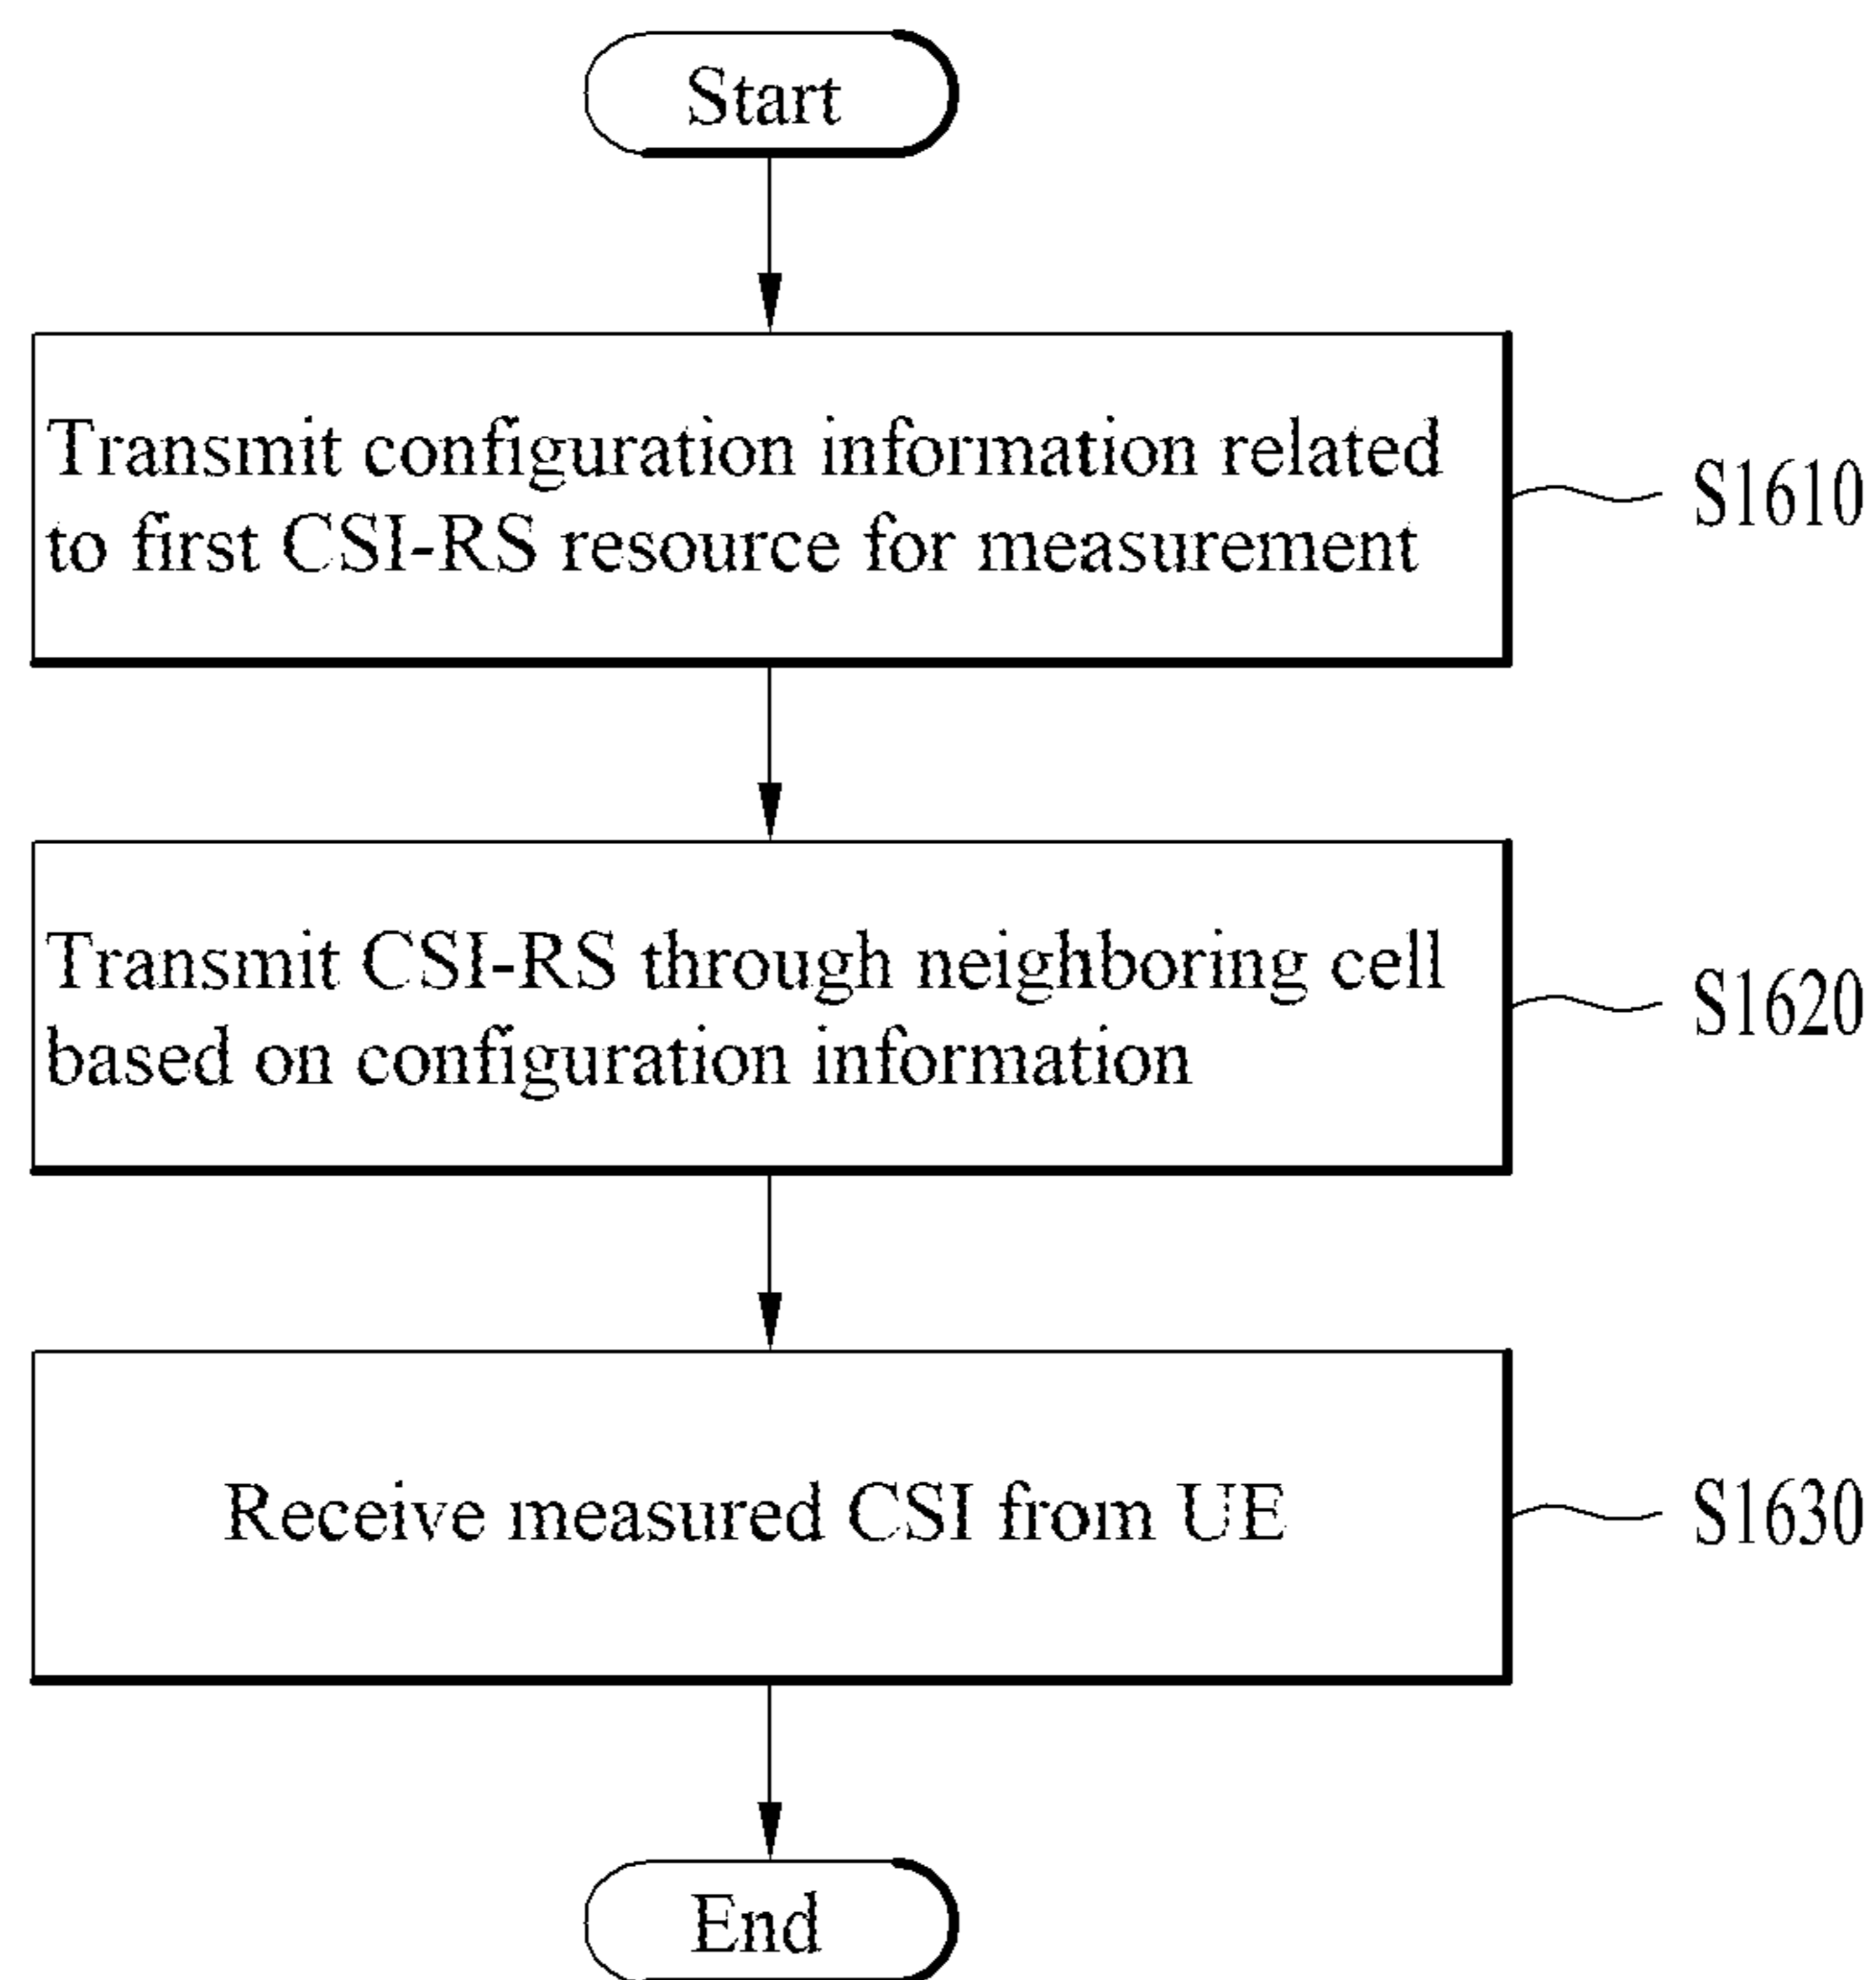 Start
Transmit configuration information related
to first CSI-RS resource for measurement
S1610
Transmit CSI-RS through neighboring cell
based on configuration information
S1620
Receive measured CSI from UE
S1630
End